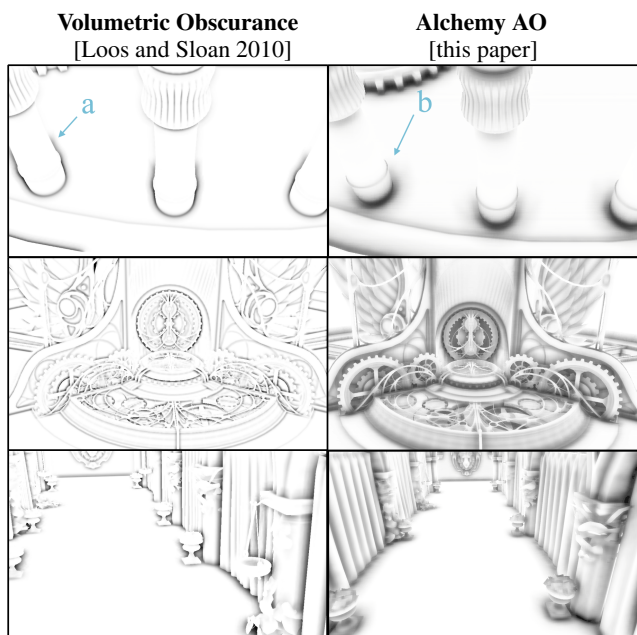 Volumetric Obscurance
[Loos and Sloan 2010]
Alchemy AO
[this paper]
a
b